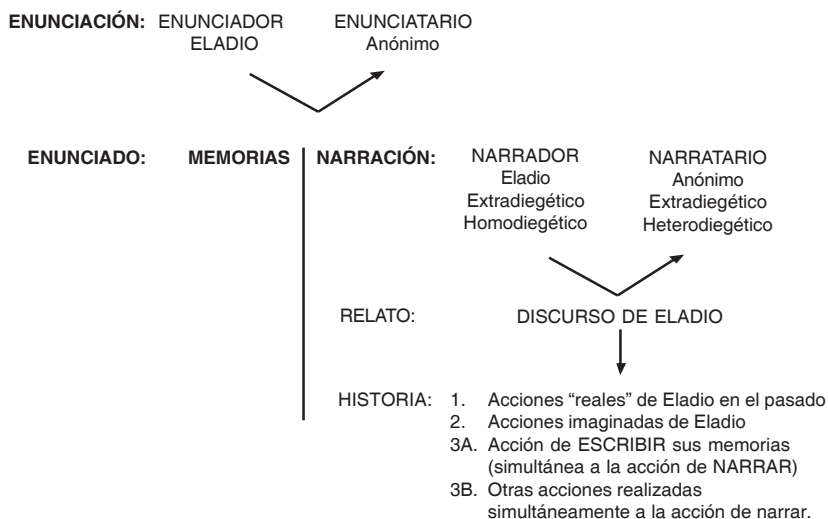 ENUNCIACIÓN: ENUNCIADOR ENUNCIATARIO
ELADIO Anónimo
ENUNCIADO: MEMORIAS NARRACIÓN: NARRADOR NARRATARIO
Eladio Anónimo
Extradiegético Extradiegético
Homodiegético Heterodiegético
RELATO: DISCURSO DE ELADIO
HISTORIA: 1. Acciones “reales” de Eladio en el pasado
2. Acciones imaginadas de Eladio
3A. Acción de ESCRIBIR sus memorias
(simultánea a la acción de NARRAR)
3B. Otras acciones realizadas
simultáneamente a la acción de narrar.